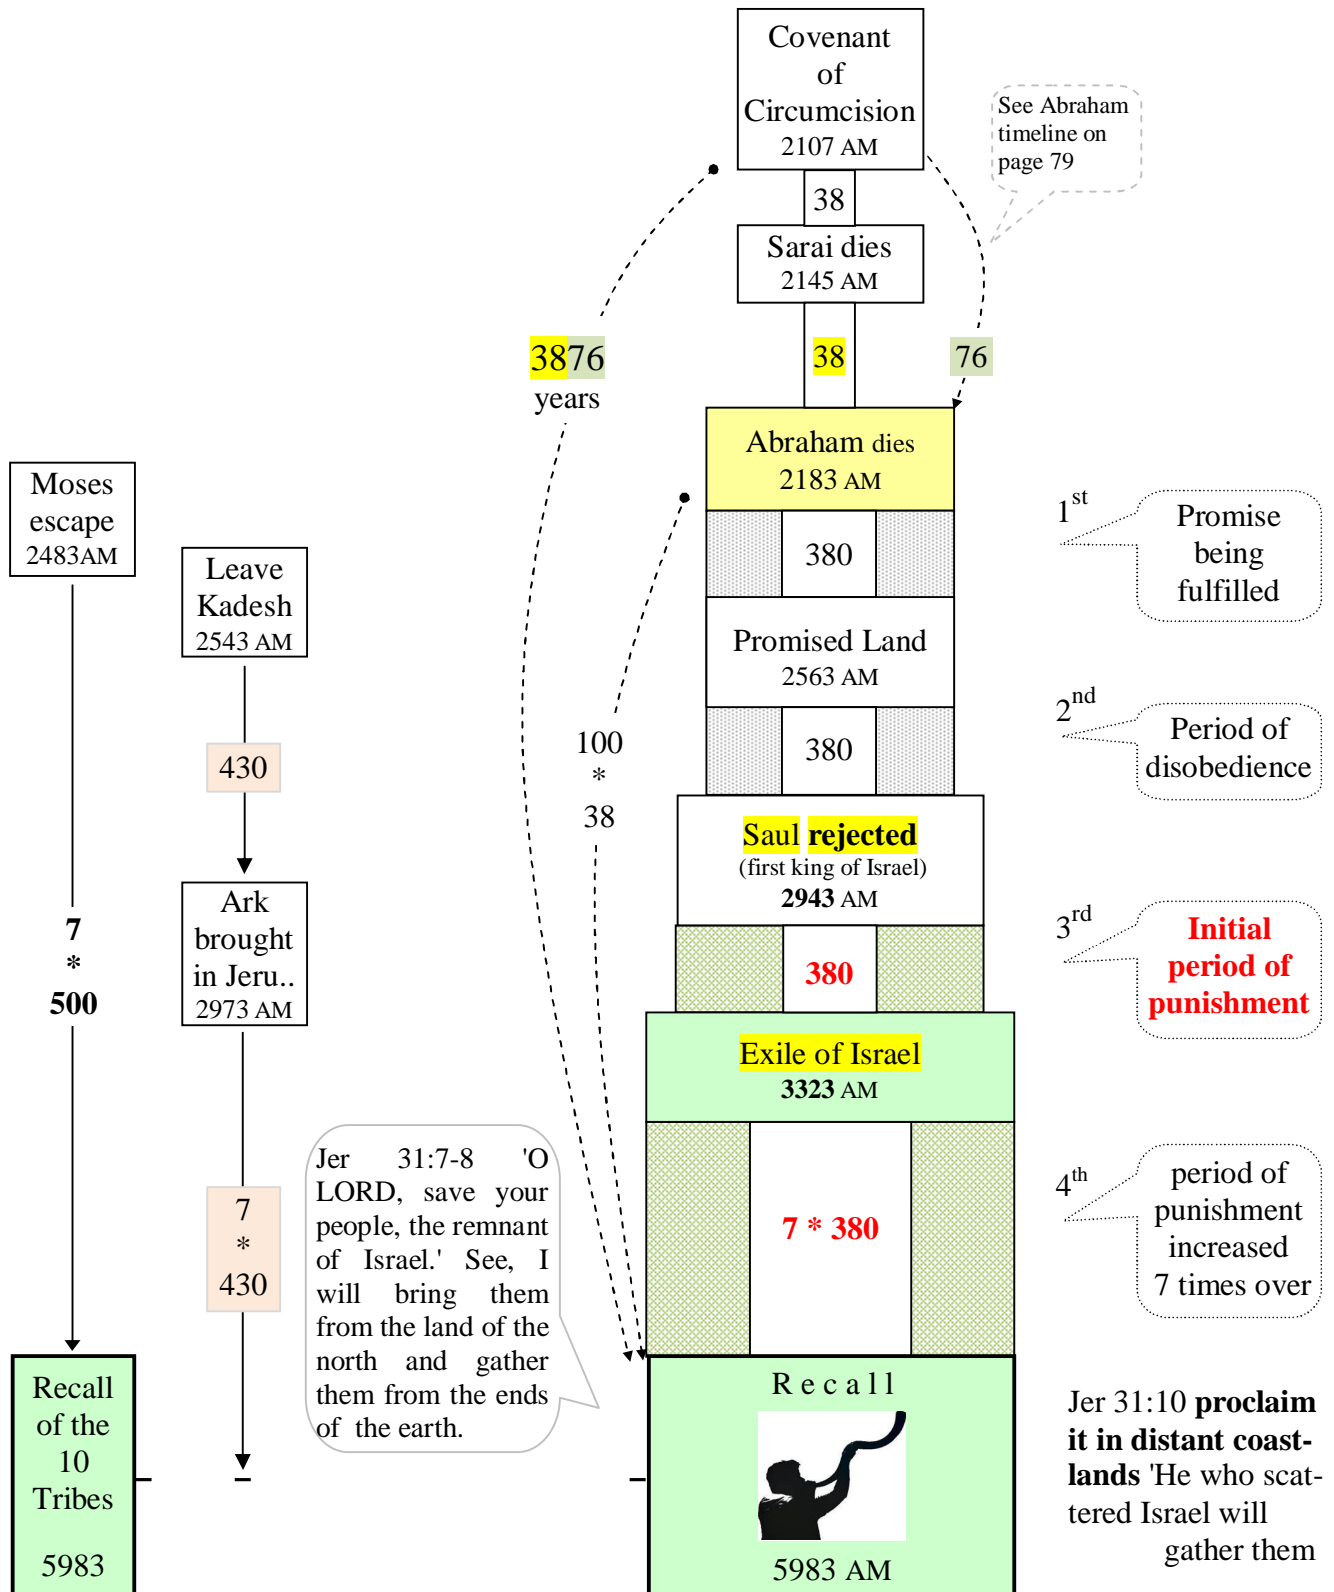 Covenant
of
Circumcision
2107 AM
See Abraham
timeline on
page 79
38
Sarai dies
2145 AM
3876
years
38
76
Abraham dies
2183 AM
Moses
escape
2483AM
Leave
Kadesh
2543 AM
380
1st
Promise
being
fulfilled
Promised Land
2563 AM
430
100
*
38
380
2nd
Period of
disobedience
Saul rejected
(first king of Israel)
2943 AM
7
*
500
Ark
brought
in Jeru..
2973 AM
380
3rd
Initial
period of
punishment
Exile of Israel
3323 AM
7
*
430
Jer 31:7-8 'O
LORD, save your
people, the remnant
of Israel.' See, I
will bring them
from the land of the
north and gather
them from the ends
of the earth.
7 * 380
4th
period of
punishment
increased
7 times over
Recall
of the
10
Tribes
5983
Recall
5983 AM
Jer 31:10 proclaim
it in distant coast-
lands 'He who scat-
tered Israel will
gather them